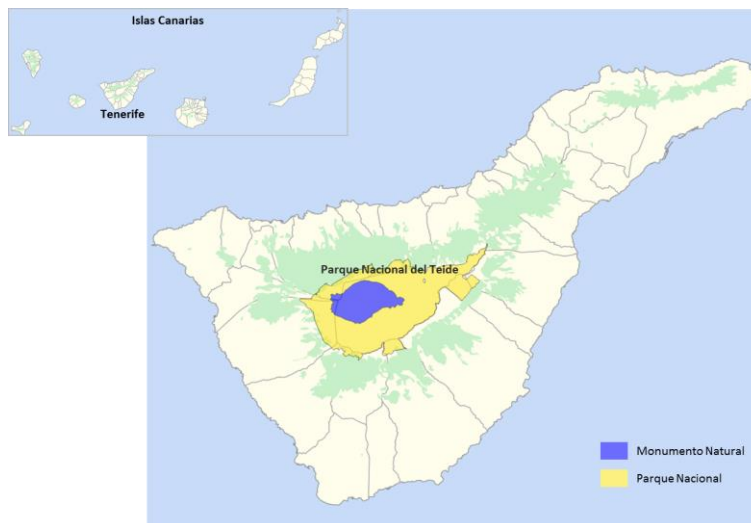 Islas Canarias
Tenerife
Parque Nacional del Teide
Monumento Natural
Parque Nacional